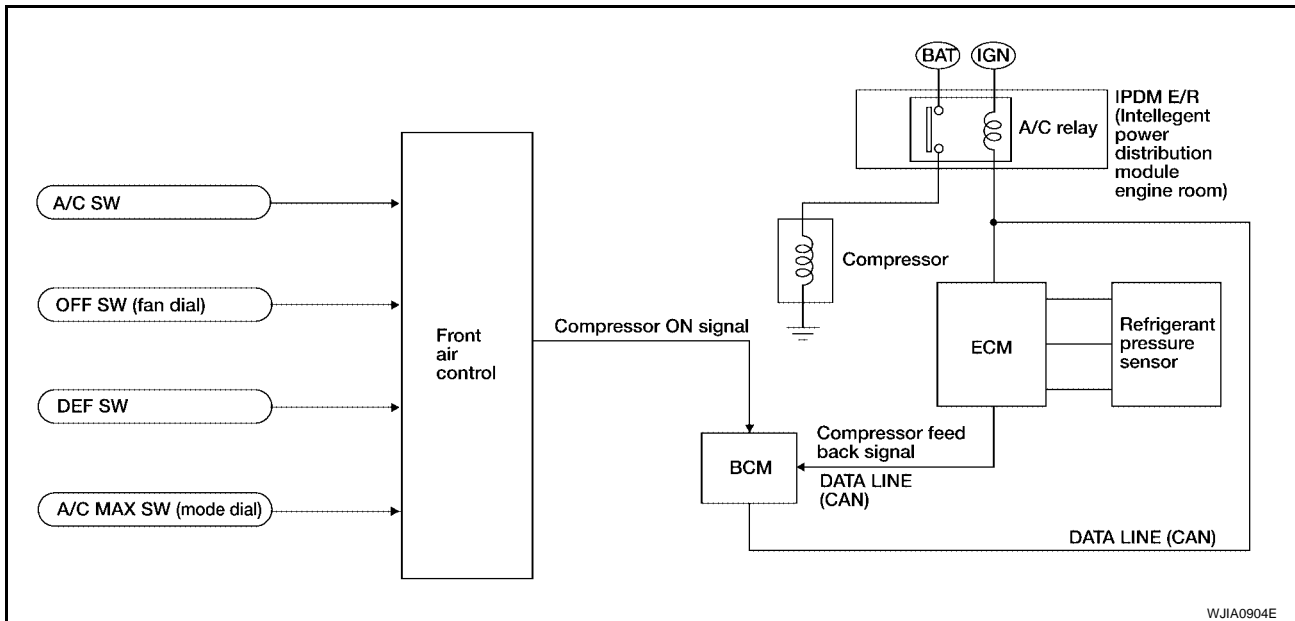 BAT
IGN
IPDM E/R
(Intellegent
power
distribution
module
engine room)
A/C relay
A/C SW
OFF SW (fan dial)
DEF SW
A/C MAX SW (mode dial)
Front
air
control
Compressor ON signal
Compressor
ECM
Refrigerant
pressure
sensor
BCM
Compressor feed
back signal
DATA LINE
(CAN)
DATA LINE (CAN)
WJIA0904E